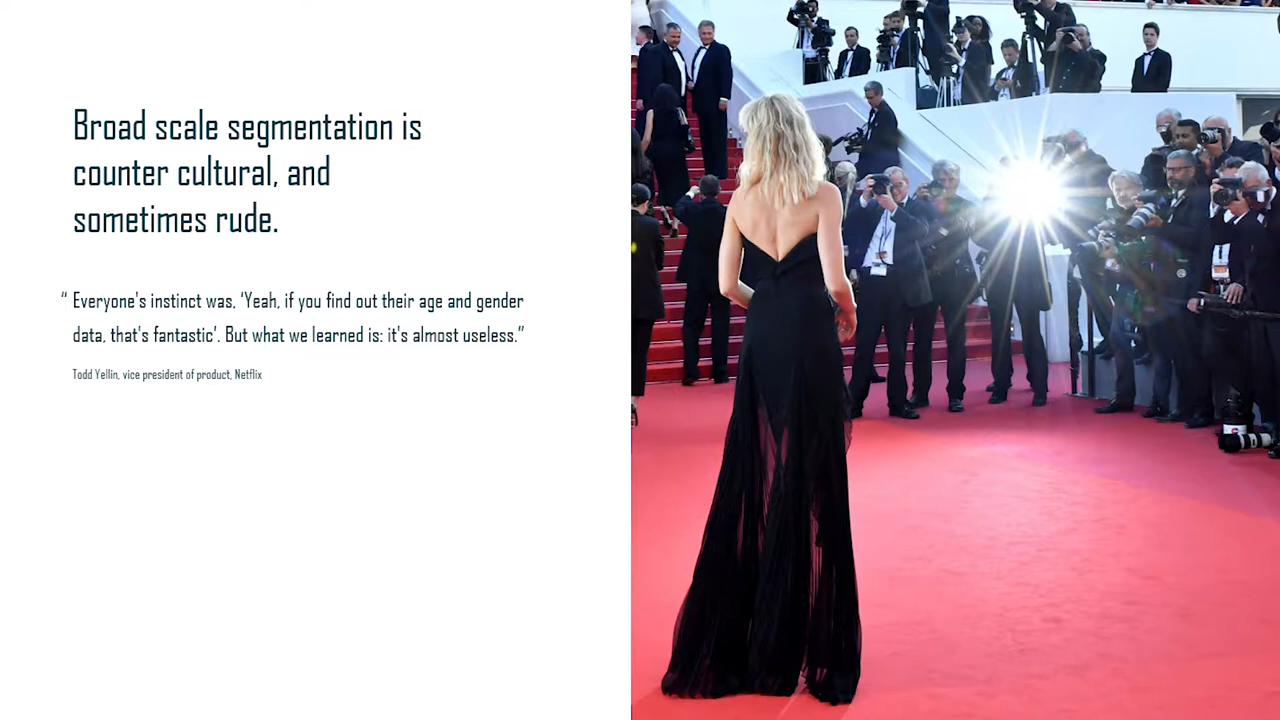 Broad scale segmentation is
counter cultural, and
sometimes rude.
“ Everyone's instinct was, ‘Yeah, if you find out their age and gender
data, that's fantastic’. But what we learned is: it's almost useless.”
Todd Yellin, vice president of product, Netflix